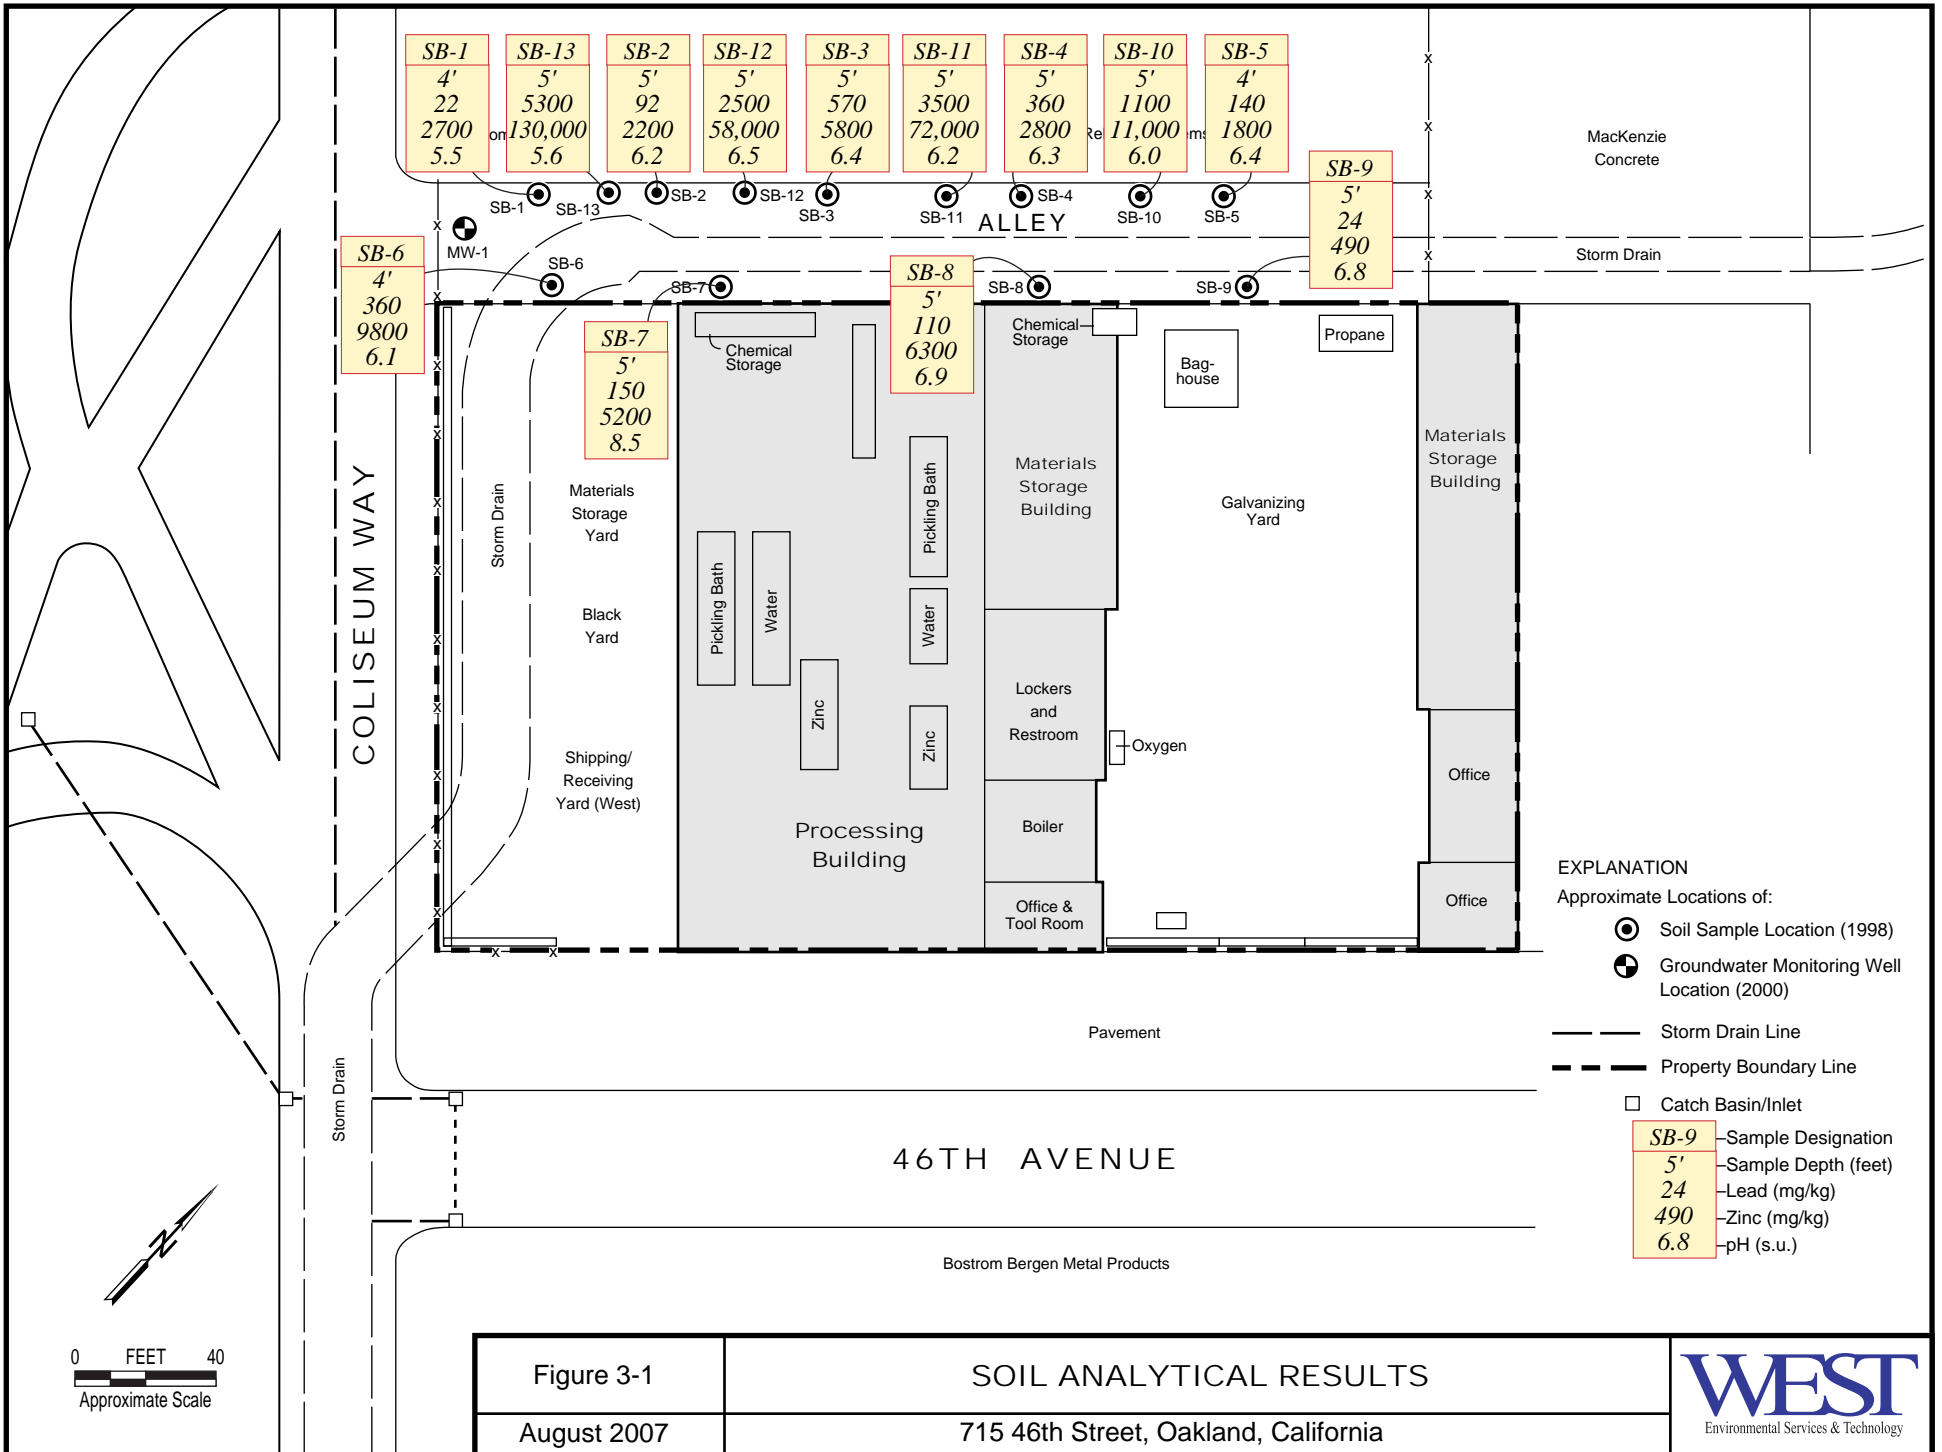 SB-1
4'
22
2700
5.5
SB-13
5'
5300
130,000
5.6
SB-2
5'
92
2200
6.2
SB-12
5'
2500
58,000
6.5
SB-3
5'
570
5800
6.4
SB-11
5'
3500
72,000
6.2
SB-4
5'
360
2800
6.3
SB-10
5'
1100
11,000
6.0
SB-5
4'
140
1800
6.4
SB-9
5'
24
490
6.8
MacKenzie
Concrete
SB-1
SB-13
SB-2
SB-12
SB-3
SB-11
SB-4
SB-10
SB-5
ALLEY
MW-1
Storm Drain
SB-6
4'
360
9800
6.1
SB-6
SB-7
SB-8
SB-9
SB-7
5'
150
5200
8.5
SB-8
5'
110
6300
6.9
Chemical
Storage
Chemical
Storage
Bag-
house
Propane
COLISEUM WAY
Storm Drain
Materials
Storage
Yard
Black
Yard
Shipping/
Receiving
Yard (West)
Pickling Bath
Water
Zinc
Pickling Bath
Water
Zinc
Processing
Building
Materials
Storage
Building
Lockers
and
Restroom
Boiler
Office &
Tool Room
Oxygen
Galvanizing
Yard
Materials
Storage
Building
Office
Office
Pavement
Storm Drain
46TH AVENUE
Bostrom Bergen Metal Products
EXPLANATION
Approximate Locations of:
Soil Sample Location (1998)
Groundwater Monitoring Well
Location (2000)
Storm Drain Line
Property Boundary Line
Catch Basin/Inlet
SB-9 Sample Designation
5' Sample Depth (feet)
24 Lead (mg/kg)
490 Zinc (mg/kg)
6.8 pH (s.u.)
N
0 FEET 40
Approximate Scale
Figure 3-1
SOIL ANALYTICAL RESULTS
August 2007
715 46th Street, Oakland, California
WEST
Environmental Services & Technology